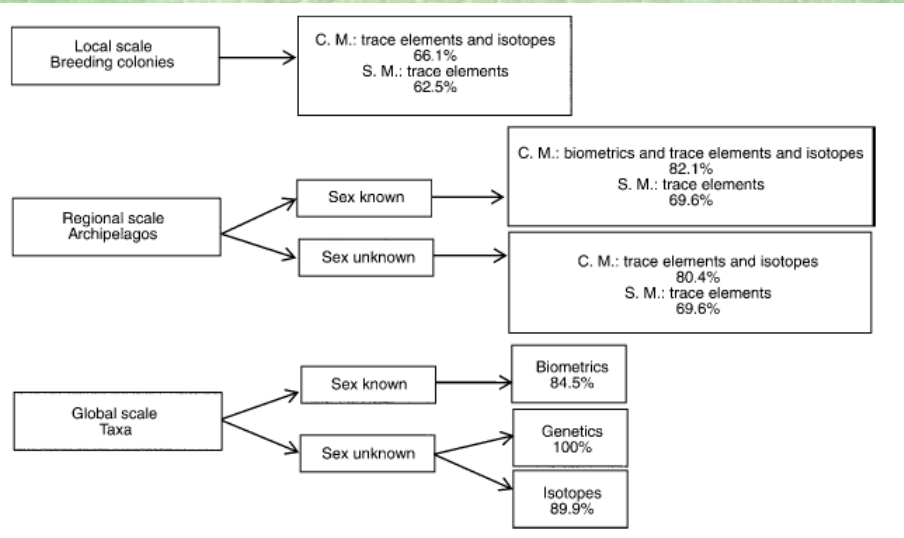 Local scale
Breeding colonies
C. M.: trace elements and isotopes
66.1%
S. M.: trace elements
62.5%
Regional scale
Archipelagos
Sex known
C. M.: biometrics and trace elements and isotopes
82.1%
S. M.: trace elements
69.6%
Sex unknown
C. M.: trace elements and isotopes
80.4%
S. M.: trace elements
69.6%
Global scale
Taxa
Sex known
Biometrics
84.5%
Sex unknown
Genetics
100%
Isotopes
89.9%